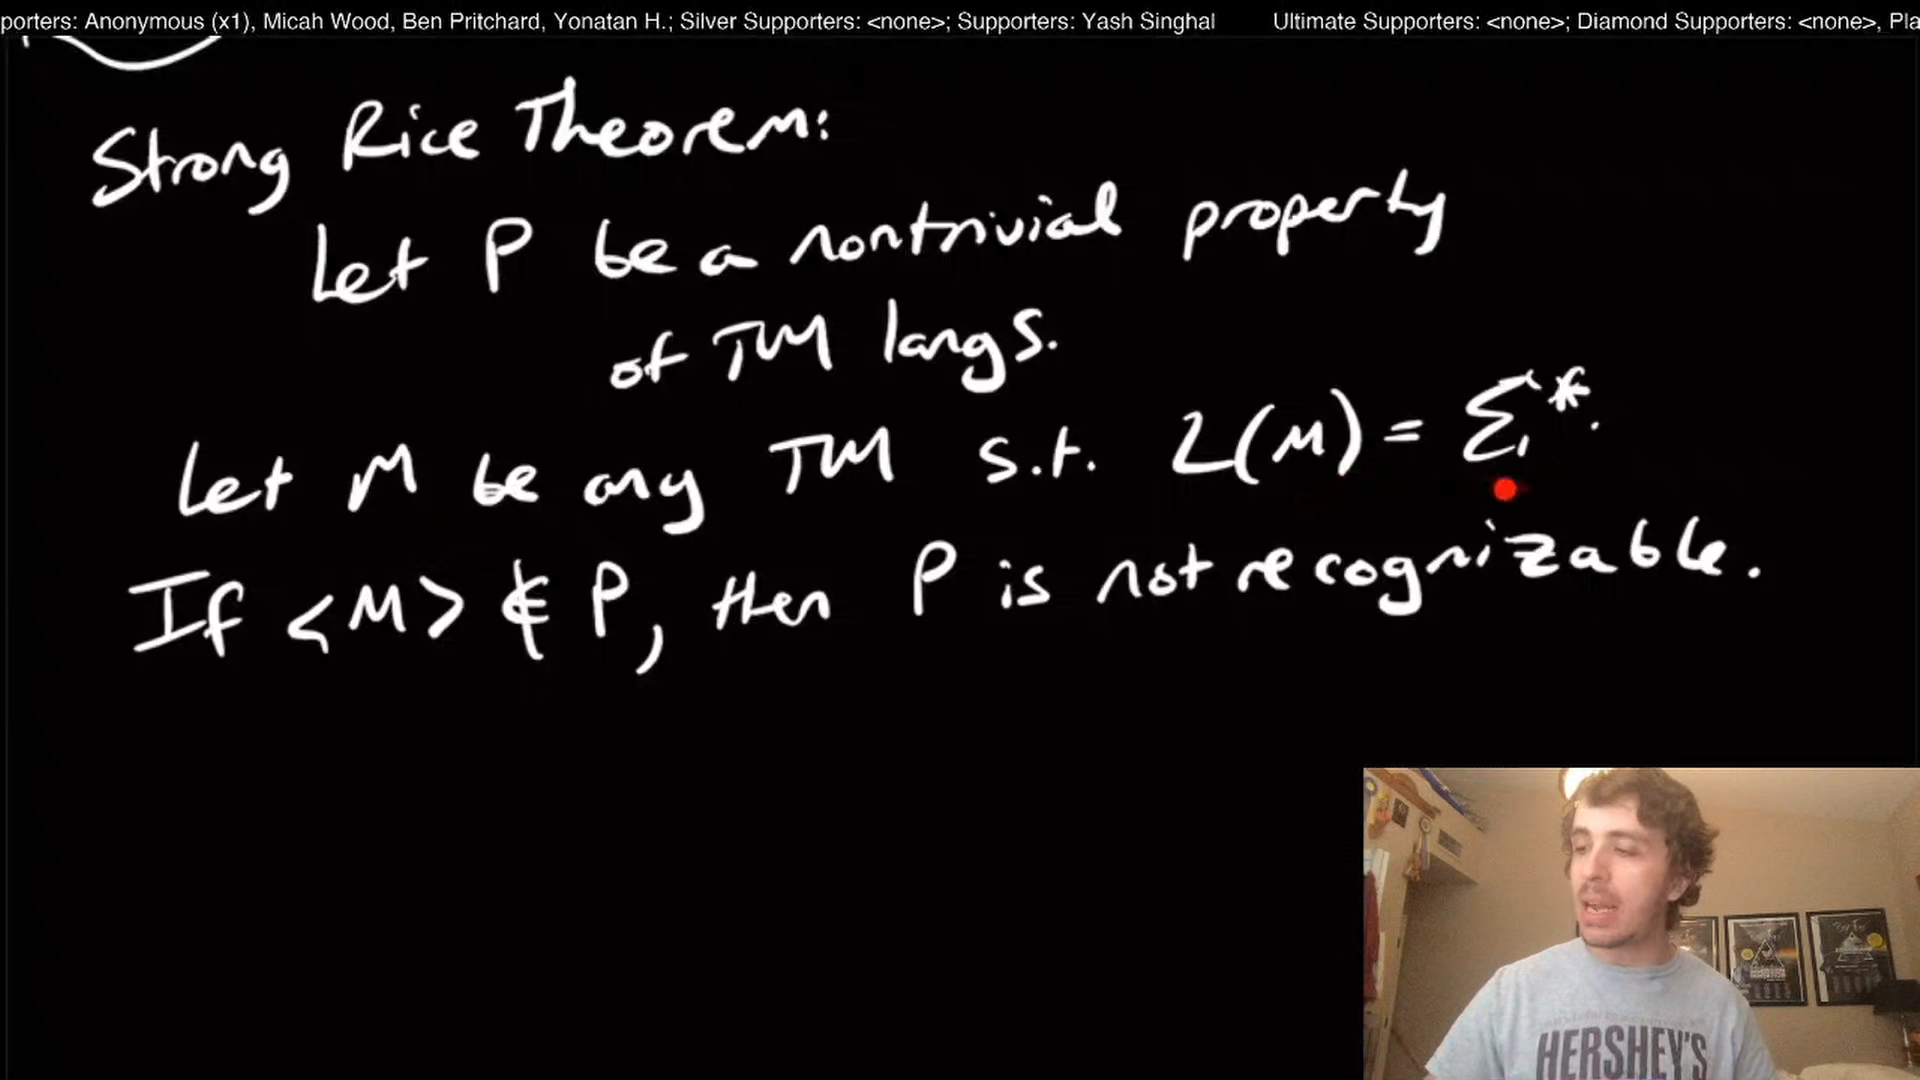 porters: Anonymous (x1), Micah Wood, Ben Pritchard, Yonatan H.; Silver Supporters: <none>; Supporters: Yash Singhal Ultimate Supporters: <none>; Diamond Supporters: <none>, Pla
Strong Rice Theorem:
Let P be a nontrivial property
of TM langs.
Let M be any TM s.t. L(M) = Σ*.
If <M> ∉ P, then P is not recognizable.
HERSHEY'S